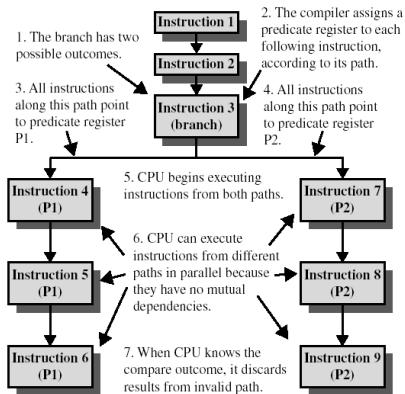 Instruction 1
Instruction 2
Instruction 3
(branch)
1. The branch has two
possible outcomes.
2. The compiler assigns a
predicate register to each
following instruction,
according to its path.
3. All instructions
along this path point
to predicate register
P1.
4. All instructions
along this path point
to predicate register
P2.
Instruction 4
(P1)
5. CPU begins executing
instructions from both paths.
Instruction 7
(P2)
6. CPU can execute
instructions from different
paths in parallel because
they have no mutual
dependencies.
Instruction 5
(P1)
Instruction 8
(P2)
Instruction 6
(P1)
7. When CPU knows the
compare outcome, it discards
results from invalid path.
Instruction 9
(P2)